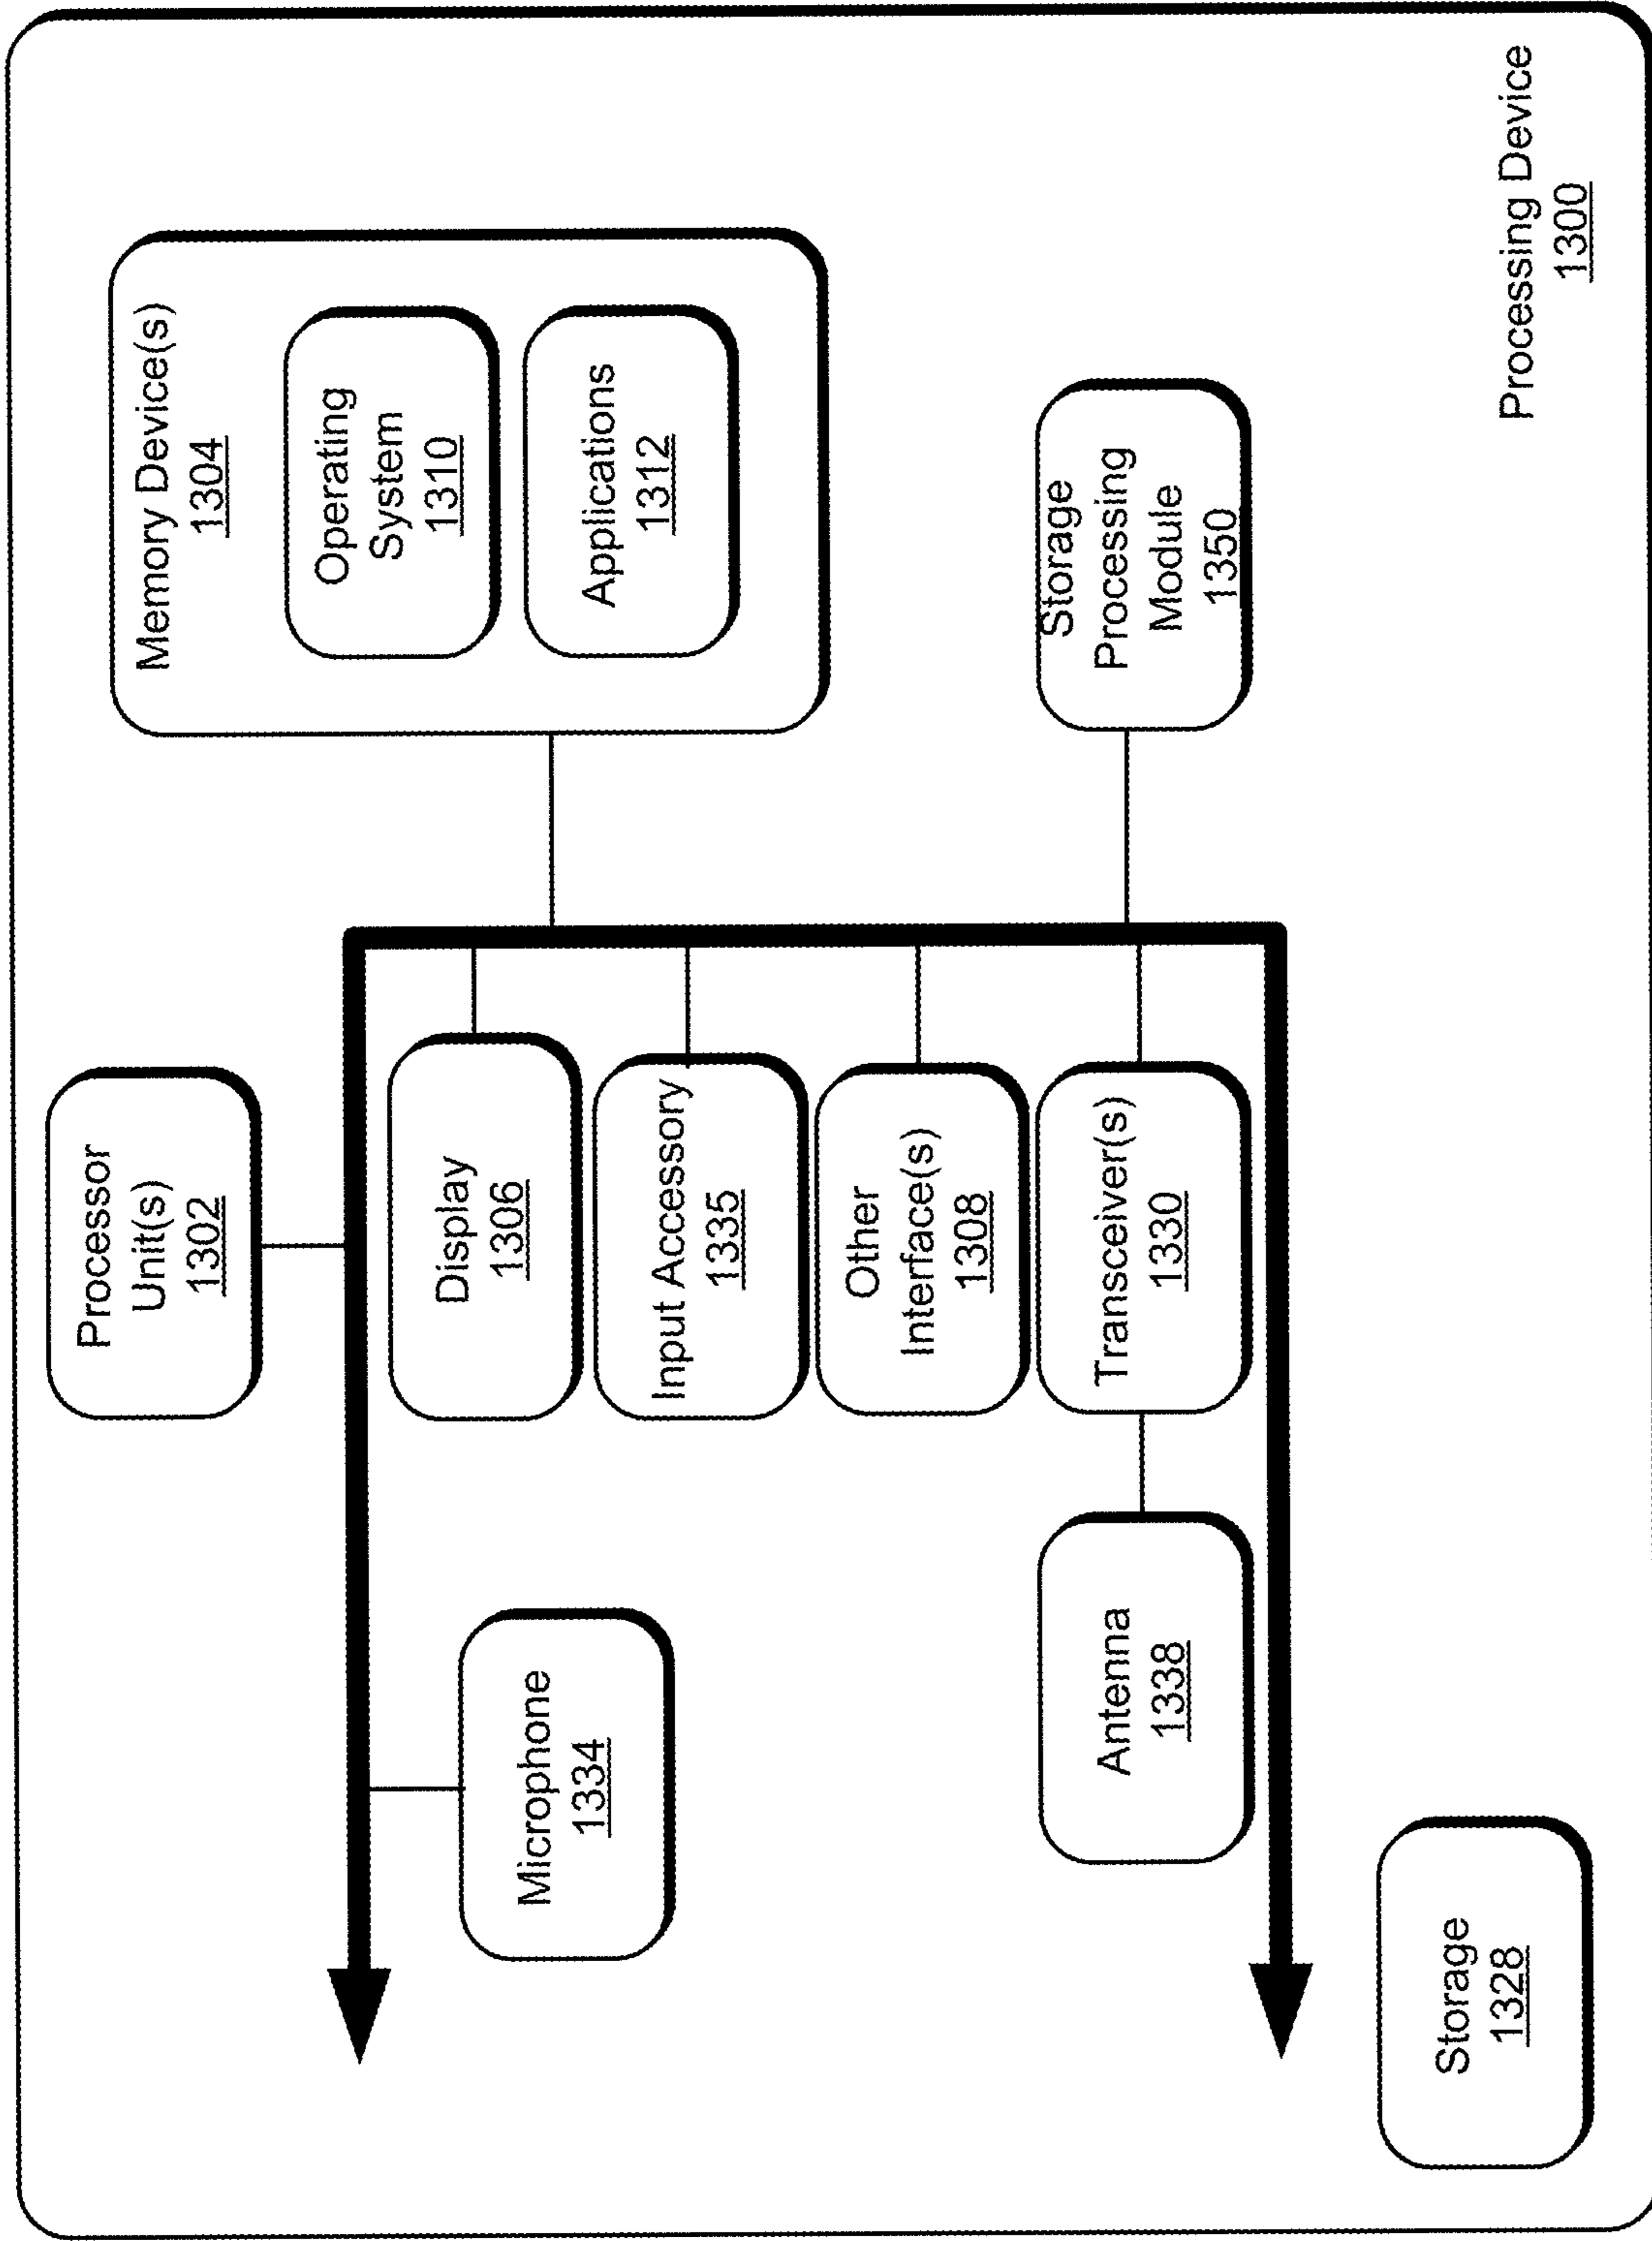 Processor
Unit(s)
1302
Memory Device(s)
1304
Operating
System
1310
Applications
1312
Display
1306
Input Accessory
1335
Other
Interface(s)
1308
Transceiver(s)
1330
Microphone
1334
Antenna
1338
Storage
Processing
Module
1350
Storage
1328
Processing Device
1300